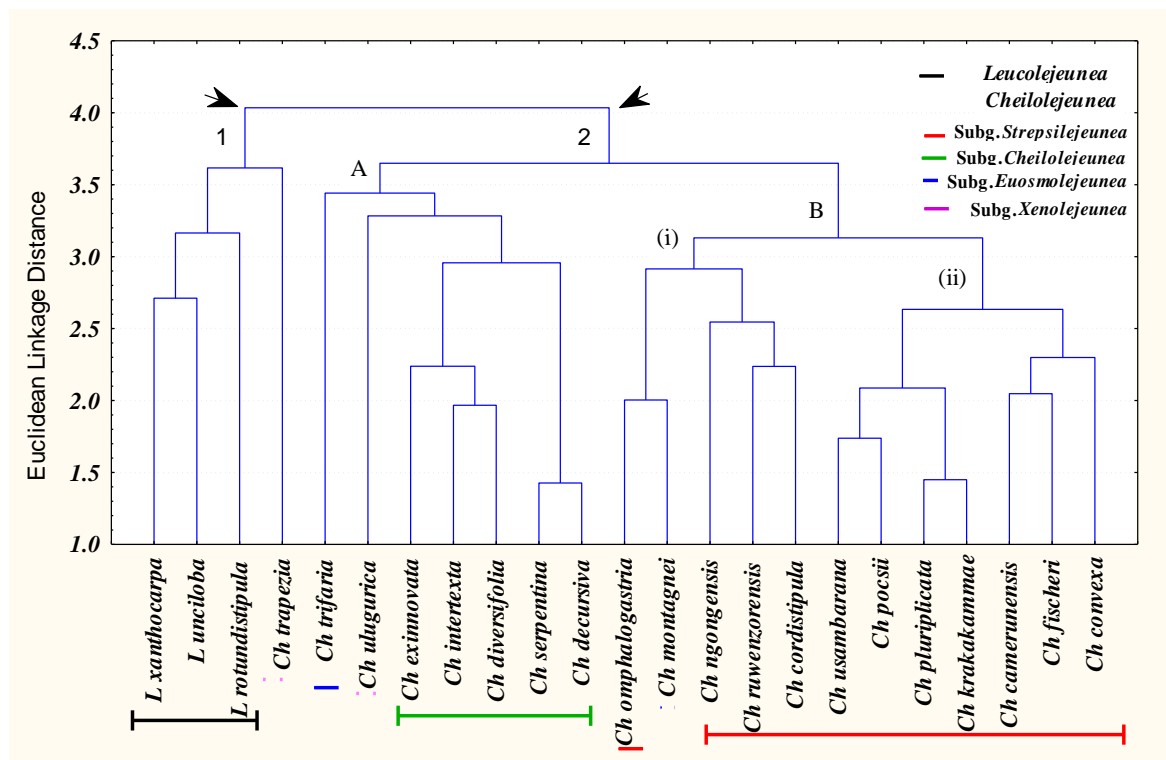 4.5
4.0
3.5
3.0
2.5
2.0
1.5
1.0
Euclidean Linkage Distance
1
2
A
B
(i)
(ii)
Leucolejeunea
Cheilolejeunea
Subg.Strepsilejeunea
Subg.Cheilolejeunea
Subg.Euosmolejeunea
Subg.Xenolejeunea
L xanthocarpa
L unciloba
L rotundistipula
Ch trapezia
Ch trifaria
Ch ulugurica
Ch exinnovata
Ch intertexta
Ch diversifolia
Ch serpentina
Ch decursiva
Ch omphalogastria
Ch montagnei
Ch ngongensis
Ch ruwenzorensis
Ch cordistipula
Ch usambarana
Ch pocsii
Ch pluriplicata
Ch krakakammae
Ch camerunensis
Ch fischeri
Ch convexa